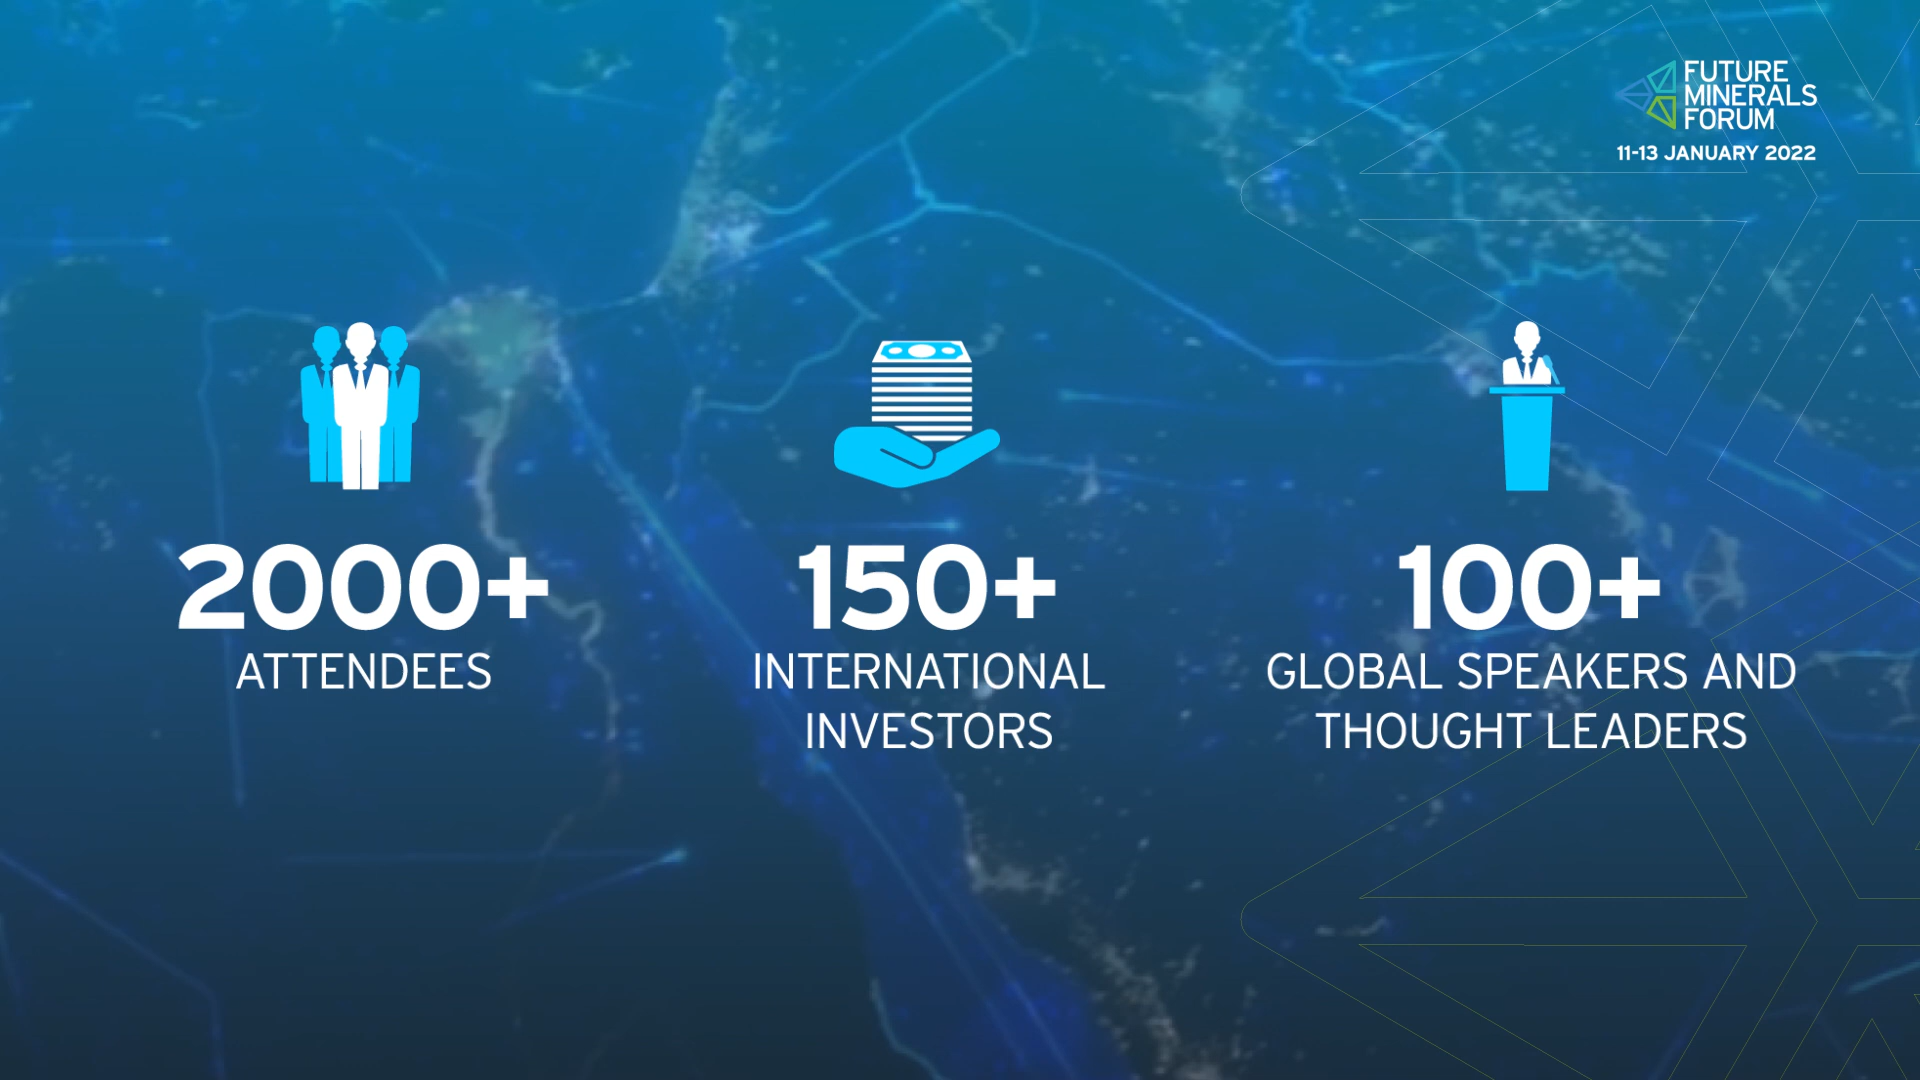 FUTURE
MINERALS
FORUM
11-13 JANUARY 2022
2000+
ATTENDEES
150+
INTERNATIONAL
INVESTORS
100+
GLOBAL SPEAKERS AND
THOUGHT LEADERS